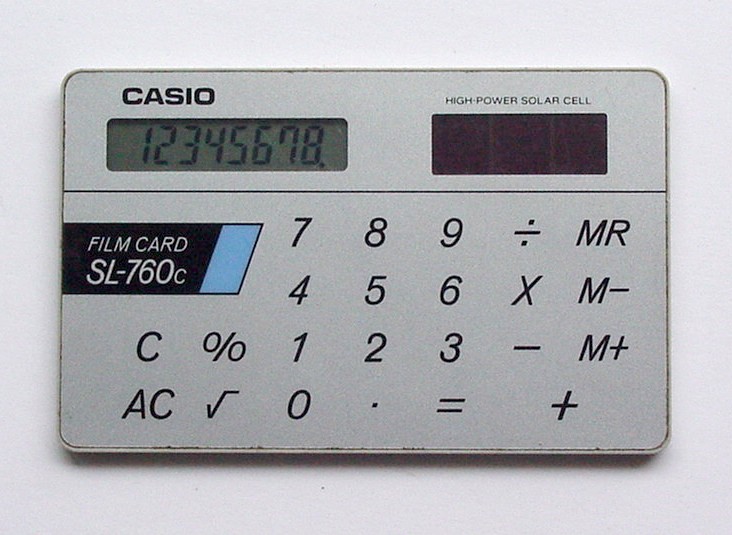 CASIO
HIGH-POWER SOLAR CELL
12345678.
FILM CARD
SL-760C
7 8 9 ÷ MR
4 5 6 X M−
C % 1 2 3 − M+
AC √ 0 · = +